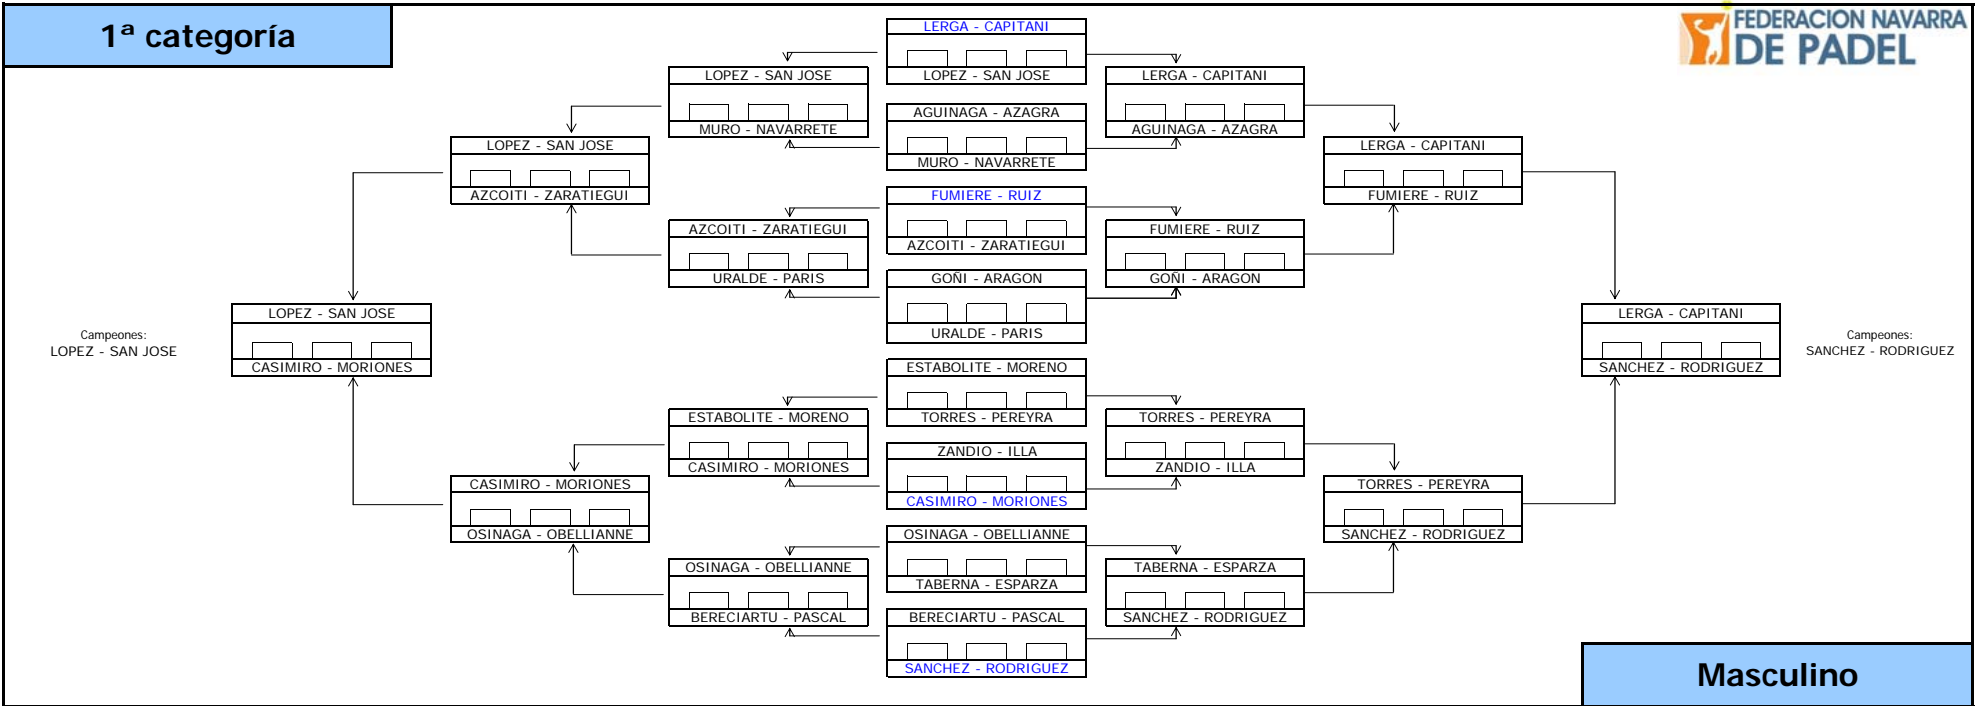 1ª categoría
FEDERACION NAVARRA
DE PADEL
LERGA - CAPITANI
LOPEZ - SAN JOSE
LOPEZ - SAN JOSE
MURO - NAVARRETE
LERGA - CAPITANI
AGUINAGA - AZAGRA
AGUINAGA - AZAGRA
MURO - NAVARRETE
LOPEZ - SAN JOSE
AZCOITI - ZARATIEGUI
LERGA - CAPITANI
FUMIERE - RUIZ
FUMIERE - RUIZ
AZCOITI - ZARATIEGUI
AZCOITI - ZARATIEGUI
URALDE - PARIS
FUMIERE - RUIZ
GOÑI - ARAGON
GOÑI - ARAGON
URALDE - PARIS
Campeones:
LOPEZ - SAN JOSE
LOPEZ - SAN JOSE
CASIMIRO - MORIONES
LERGA - CAPITANI
SANCHEZ - RODRIGUEZ
Campeones:
SANCHEZ - RODRIGUEZ
ESTABOLITE - MORENO
TORRES - PEREYRA
ESTABOLITE - MORENO
CASIMIRO - MORIONES
TORRES - PEREYRA
ZANDIO - ILLA
ZANDIO - ILLA
CASIMIRO - MORIONES
CASIMIRO - MORIONES
OSINAGA - OBELLIANNE
TORRES - PEREYRA
SANCHEZ - RODRIGUEZ
OSINAGA - OBELLIANNE
TABERNA - ESPARZA
OSINAGA - OBELLIANNE
BERECIARTU - PASCAL
TABERNA - ESPARZA
SANCHEZ - RODRIGUEZ
BERECIARTU - PASCAL
SANCHEZ - RODRIGUEZ
Masculino